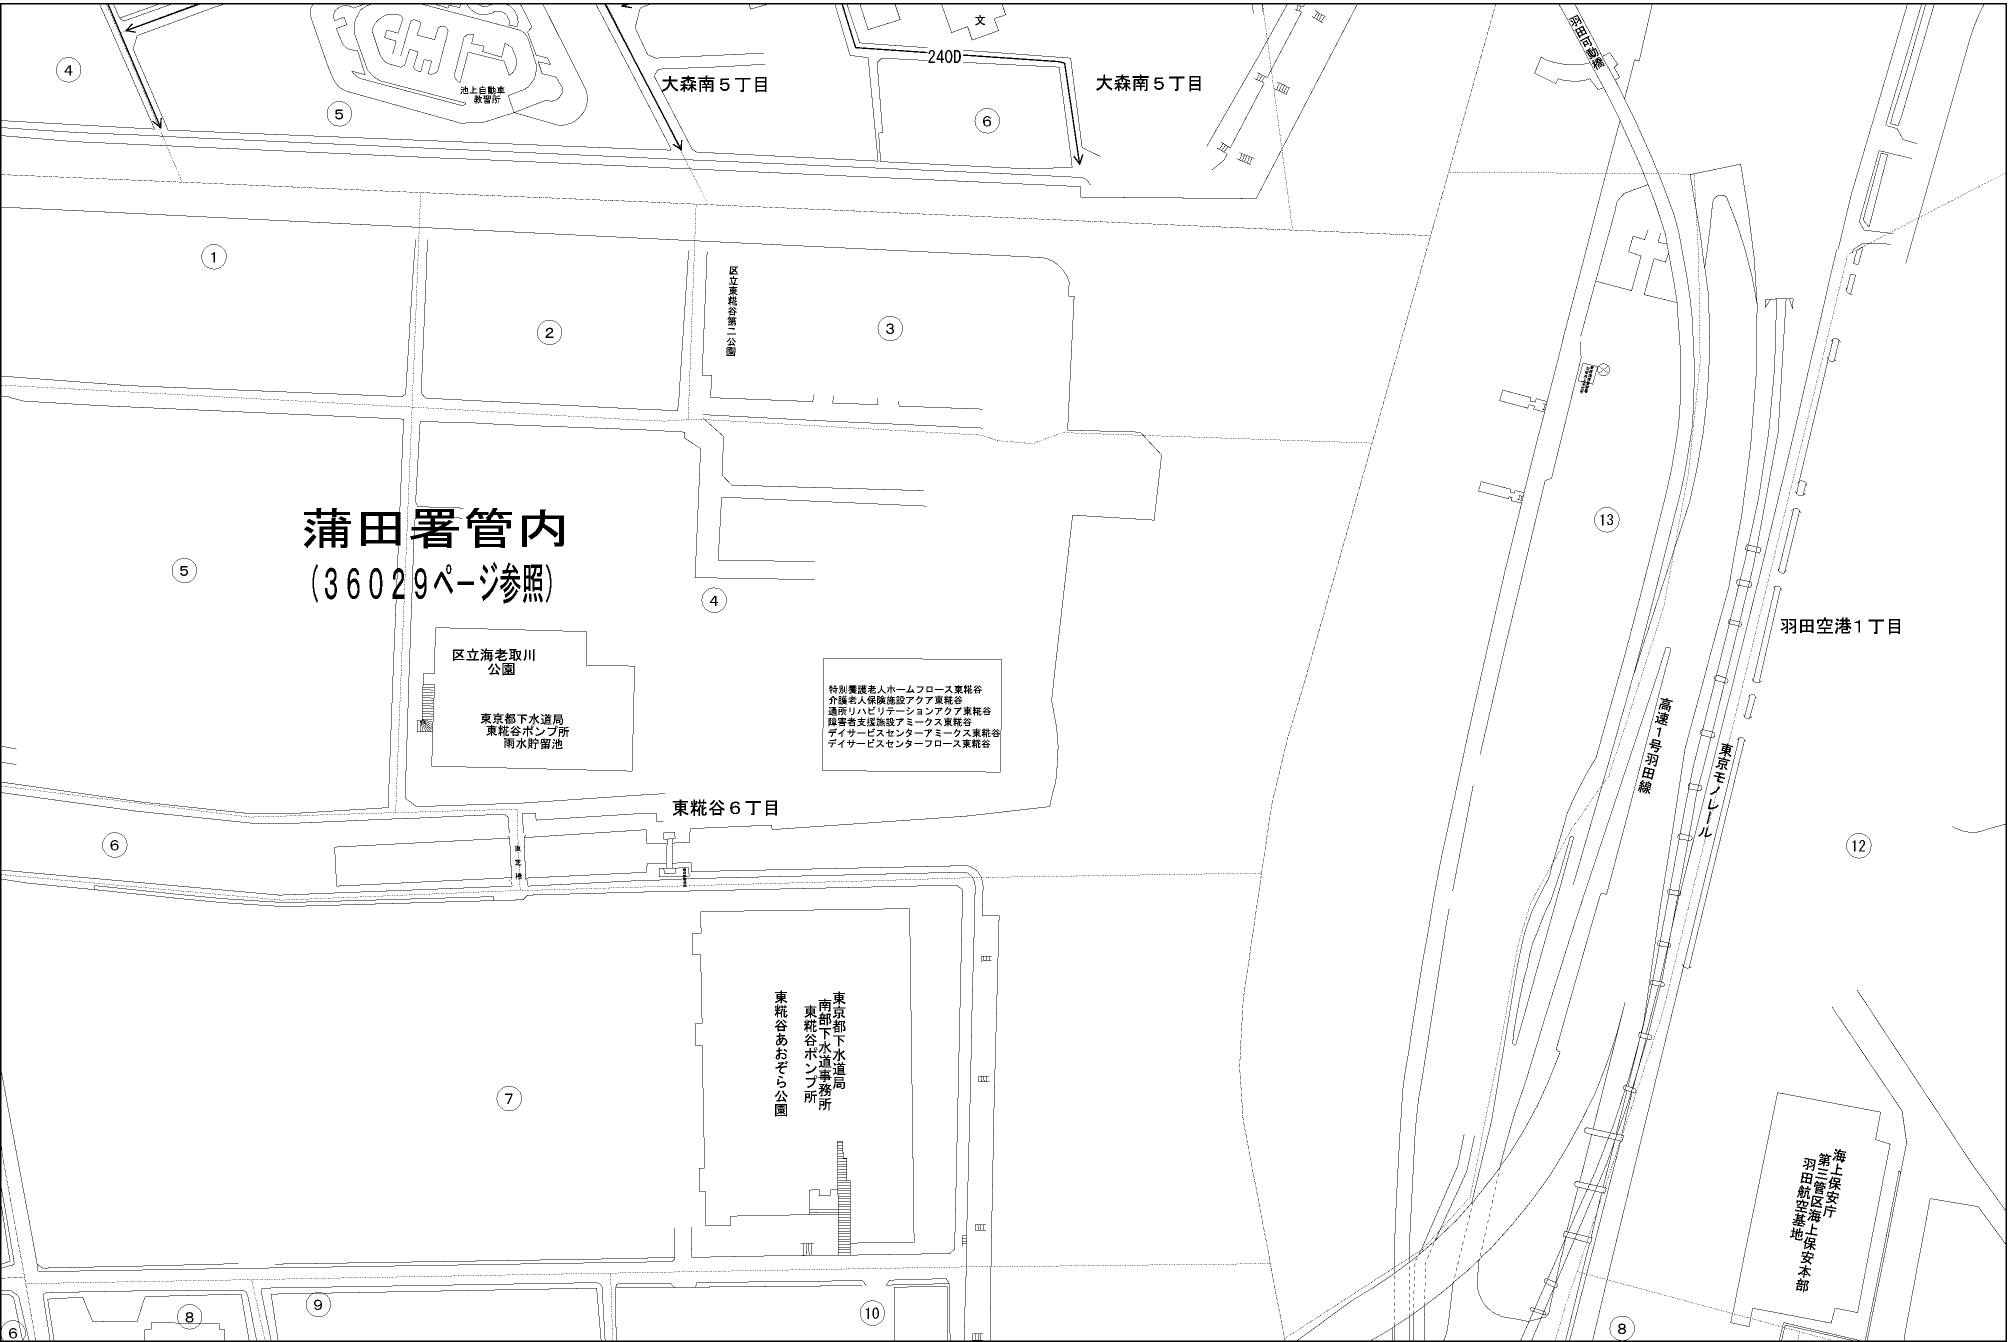 文
240D
羽田可動橋
④
池上自動車
教習所
大森南５丁目
大森南５丁目
⑤
⑥
①
②
区立東糀谷第二公園
③
⑬
蒲田署管内
(36029ページ参照)
⑤
④
羽田空港１丁目
区立海老取川
公園
東京都下水道局
東糀谷ポンプ所
雨水貯留池
特別養護老人ホームフロース東糀谷
介護老人保険施設アクア東糀谷
通所リハビリテーションアクア東糀谷
障害者支援施設アミークス東糀谷
デイサービスセンターアミークス東糀谷
デイサービスセンターフロース東糀谷
高速１号羽田線
東京モノレール
東糀谷６丁目
⑥
⑫
東京都下水道局
南部下水道事務所
東糀谷ポンプ所
東糀谷あおぞら公園
⑦
海上保安庁
第三管区海上保安本部
羽田航空基地
⑥
⑧
⑨
⑩
⑧